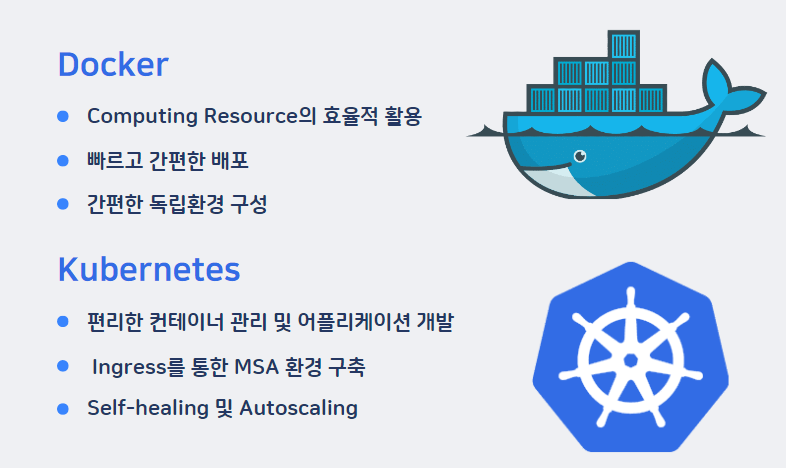 Docker
Computing Resource의 효율적 활용
빠르고 간편한 배포
간편한 독립환경 구성
Kubernetes
편리한 컨테이너 관리 및 어플리케이션 개발
Ingress를 통한 MSA 환경 구축
Self-healing 및 Autoscaling